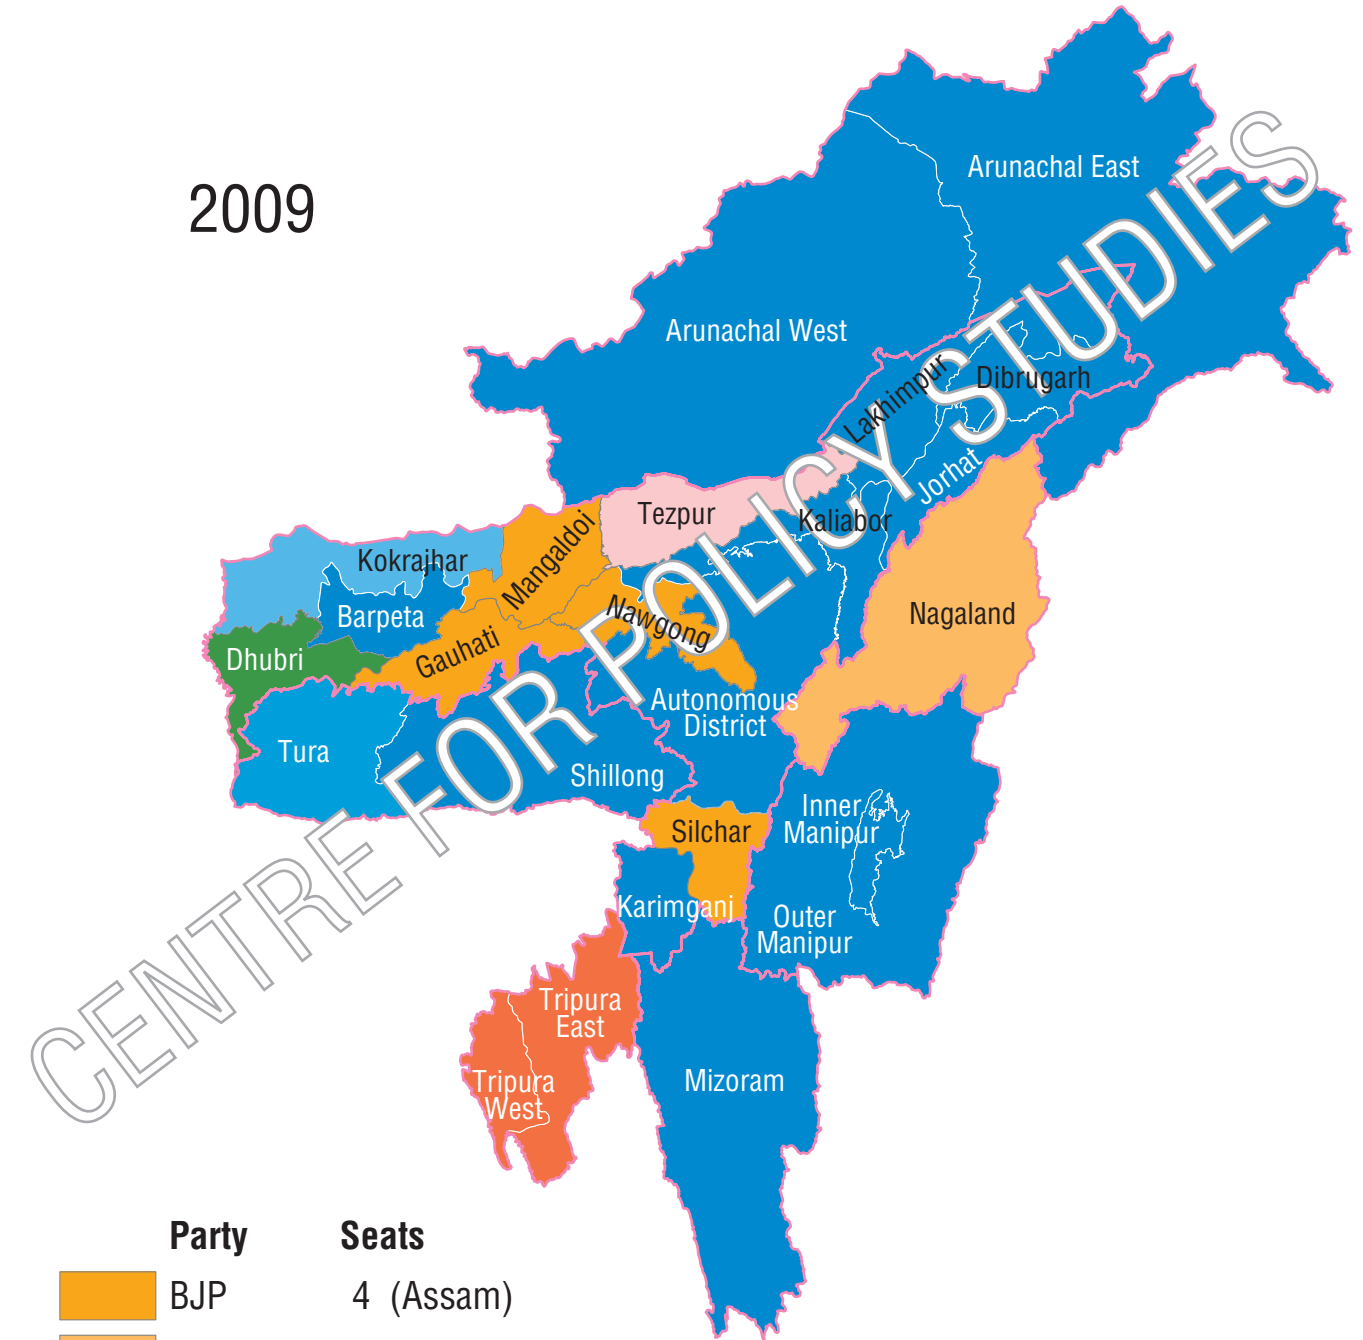 2009
Arunachal East
Arunachal West
Lakhimpur
Dibrugarh
Jorhat
Tezpur
Kaliabor
Mangaldoi
Kokrajhar
Barpeta
Nawgong
Nagaland
Gauhati
Dhubri
Autonomous
District
Tura
Shillong
Inner
Manipur
Silchar
Karimganj
Outer
Manipur
Tripura
East
Tripura
West
Mizoram
CENTRE FOR POLICY STUDIES
Party Seats
BJP 4 (Assam)